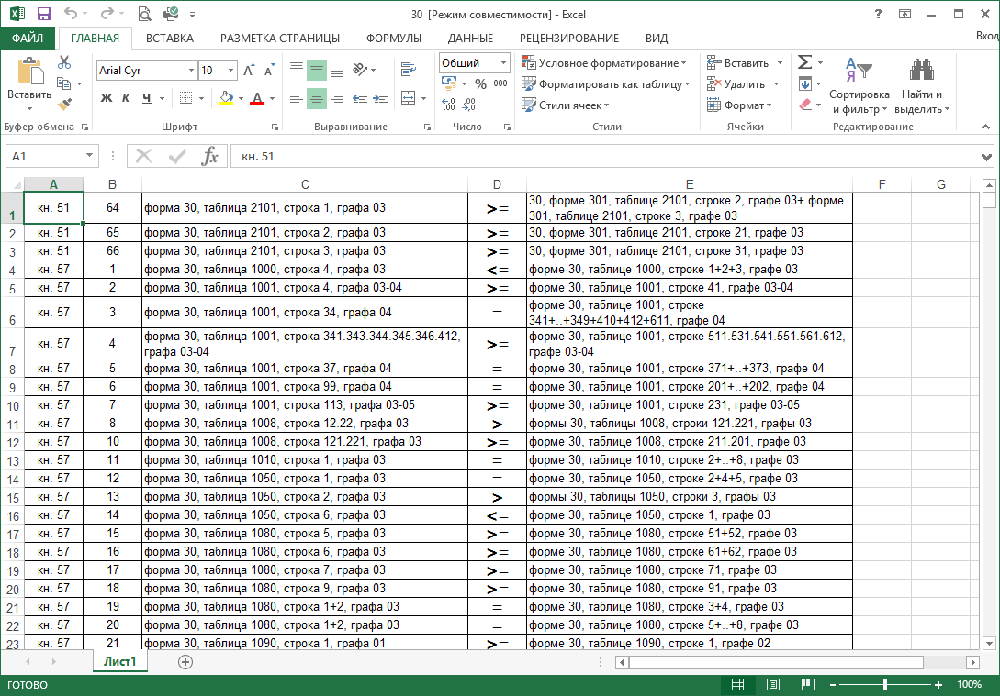 30 [Режим совместимости] - Excel
?
Вход
ФАЙЛ ГЛАВНАЯ ВСТАВКА РАЗМЕТКА СТРАНИЦЫ ФОРМУЛЫ ДАННЫЕ РЕЦЕНЗИРОВАНИЕ ВИД
Вставить
Буфер обмена
Arial Cyr 10
Ж К Ч
Шрифт
Выравнивание
Общий
% 000
Число
Условное форматирование
Форматировать как таблицу
Стили ячеек
Стили
Вставить
Удалить
Формат
Ячейки
Сортировка и фильтр
Найти и выделить
Редактирование
A1 fx кн. 51
A B C D E F G
1 кн. 51 64 форма 30, таблица 2101, строка 1, графа 03 >= 30, форме 301, таблице 2101, строке 2, графе 03+ форме
301, таблице 2101, строке 3, графе 03
2 кн. 51 65 форма 30, таблица 2101, строка 2, графа 03 >= 30, форме 301, таблице 2101, строке 21, графе 03
3 кн. 51 66 форма 30, таблица 2101, строка 3, графа 03 >= 30, форме 301, таблице 2101, строке 31, графе 03
4 кн. 57 1 форма 30, таблица 1000, строка 4, графа 03 <= форме 30, таблице 1000, строке 1+2+3, графе 03
5 кн. 57 2 форма 30, таблица 1001, строка 4, графа 03-04 >= форме 30, таблице 1001, строке 41, графе 03-04
6 кн. 57 3 форма 30, таблица 1001, строка 34, графа 04 = форме 30, таблице 1001, строке
341+..+349+410+412+611, графе 04
7 кн. 57 4 форма 30, таблица 1001, строка 341.343.344.345.346.412,
графа 03-04 >= форме 30, таблице 1001, строке 511.531.541.551.561.612,
графе 03-04
8 кн. 57 5 форма 30, таблица 1001, строка 37, графа 04 = форме 30, таблице 1001, строке 371+..+373, графе 04
9 кн. 57 6 форма 30, таблица 1001, строка 99, графа 04 = форме 30, таблице 1001, строке 201+..+202, графе 04
10 кн. 57 7 форма 30, таблица 1001, строка 113, графа 03-05 >= форме 30, таблице 1001, строке 231, графе 03-05
11 кн. 57 8 форма 30, таблица 1008, строка 12.22, графа 03 > формы 30, таблицы 1008, строки 121.221, графы 03
12 кн. 57 10 форма 30, таблица 1008, строка 121.221, графа 03 >= форме 30, таблице 1008, строке 211.201, графе 03
13 кн. 57 11 форма 30, таблица 1010, строка 1, графа 03 = форме 30, таблице 1010, строке 2+..+8, графе 03
14 кн. 57 12 форма 30, таблица 1050, строка 1, графа 03 = форме 30, таблице 1050, строке 2+4+5, графе 03
15 кн. 57 13 форма 30, таблица 1050, строка 2, графа 03 > формы 30, таблицы 1050, строки 3, графы 03
16 кн. 57 14 форма 30, таблица 1050, строка 6, графа 03 <= форме 30, таблице 1050, строке 1, графе 03
17 кн. 57 15 форма 30, таблица 1080, строка 5, графа 03 >= форме 30, таблице 1080, строке 51+52, графе 03
18 кн. 57 16 форма 30, таблица 1080, строка 6, графа 03 >= форме 30, таблице 1080, строке 61+62, графе 03
19 кн. 57 17 форма 30, таблица 1080, строка 7, графа 03 >= форме 30, таблице 1080, строке 71, графе 03
20 кн. 57 18 форма 30, таблица 1080, строка 9, графа 03 >= форме 30, таблице 1080, строке 91, графе 03
21 кн. 57 19 форма 30, таблица 1080, строка 1+2, графа 03 = форме 30, таблице 1080, строке 3+4, графе 03
22 кн. 57 20 форма 30, таблица 1080, строка 1+2, графа 03 = форме 30, таблице 1080, строке 5+..+8, графе 03
23 кн. 57 21 форма 30, таблица 1090, строка 1, графа 01 >= форме 30, таблице 1090, строке 1, графе 02
Лист1
ГОТОВО 100%